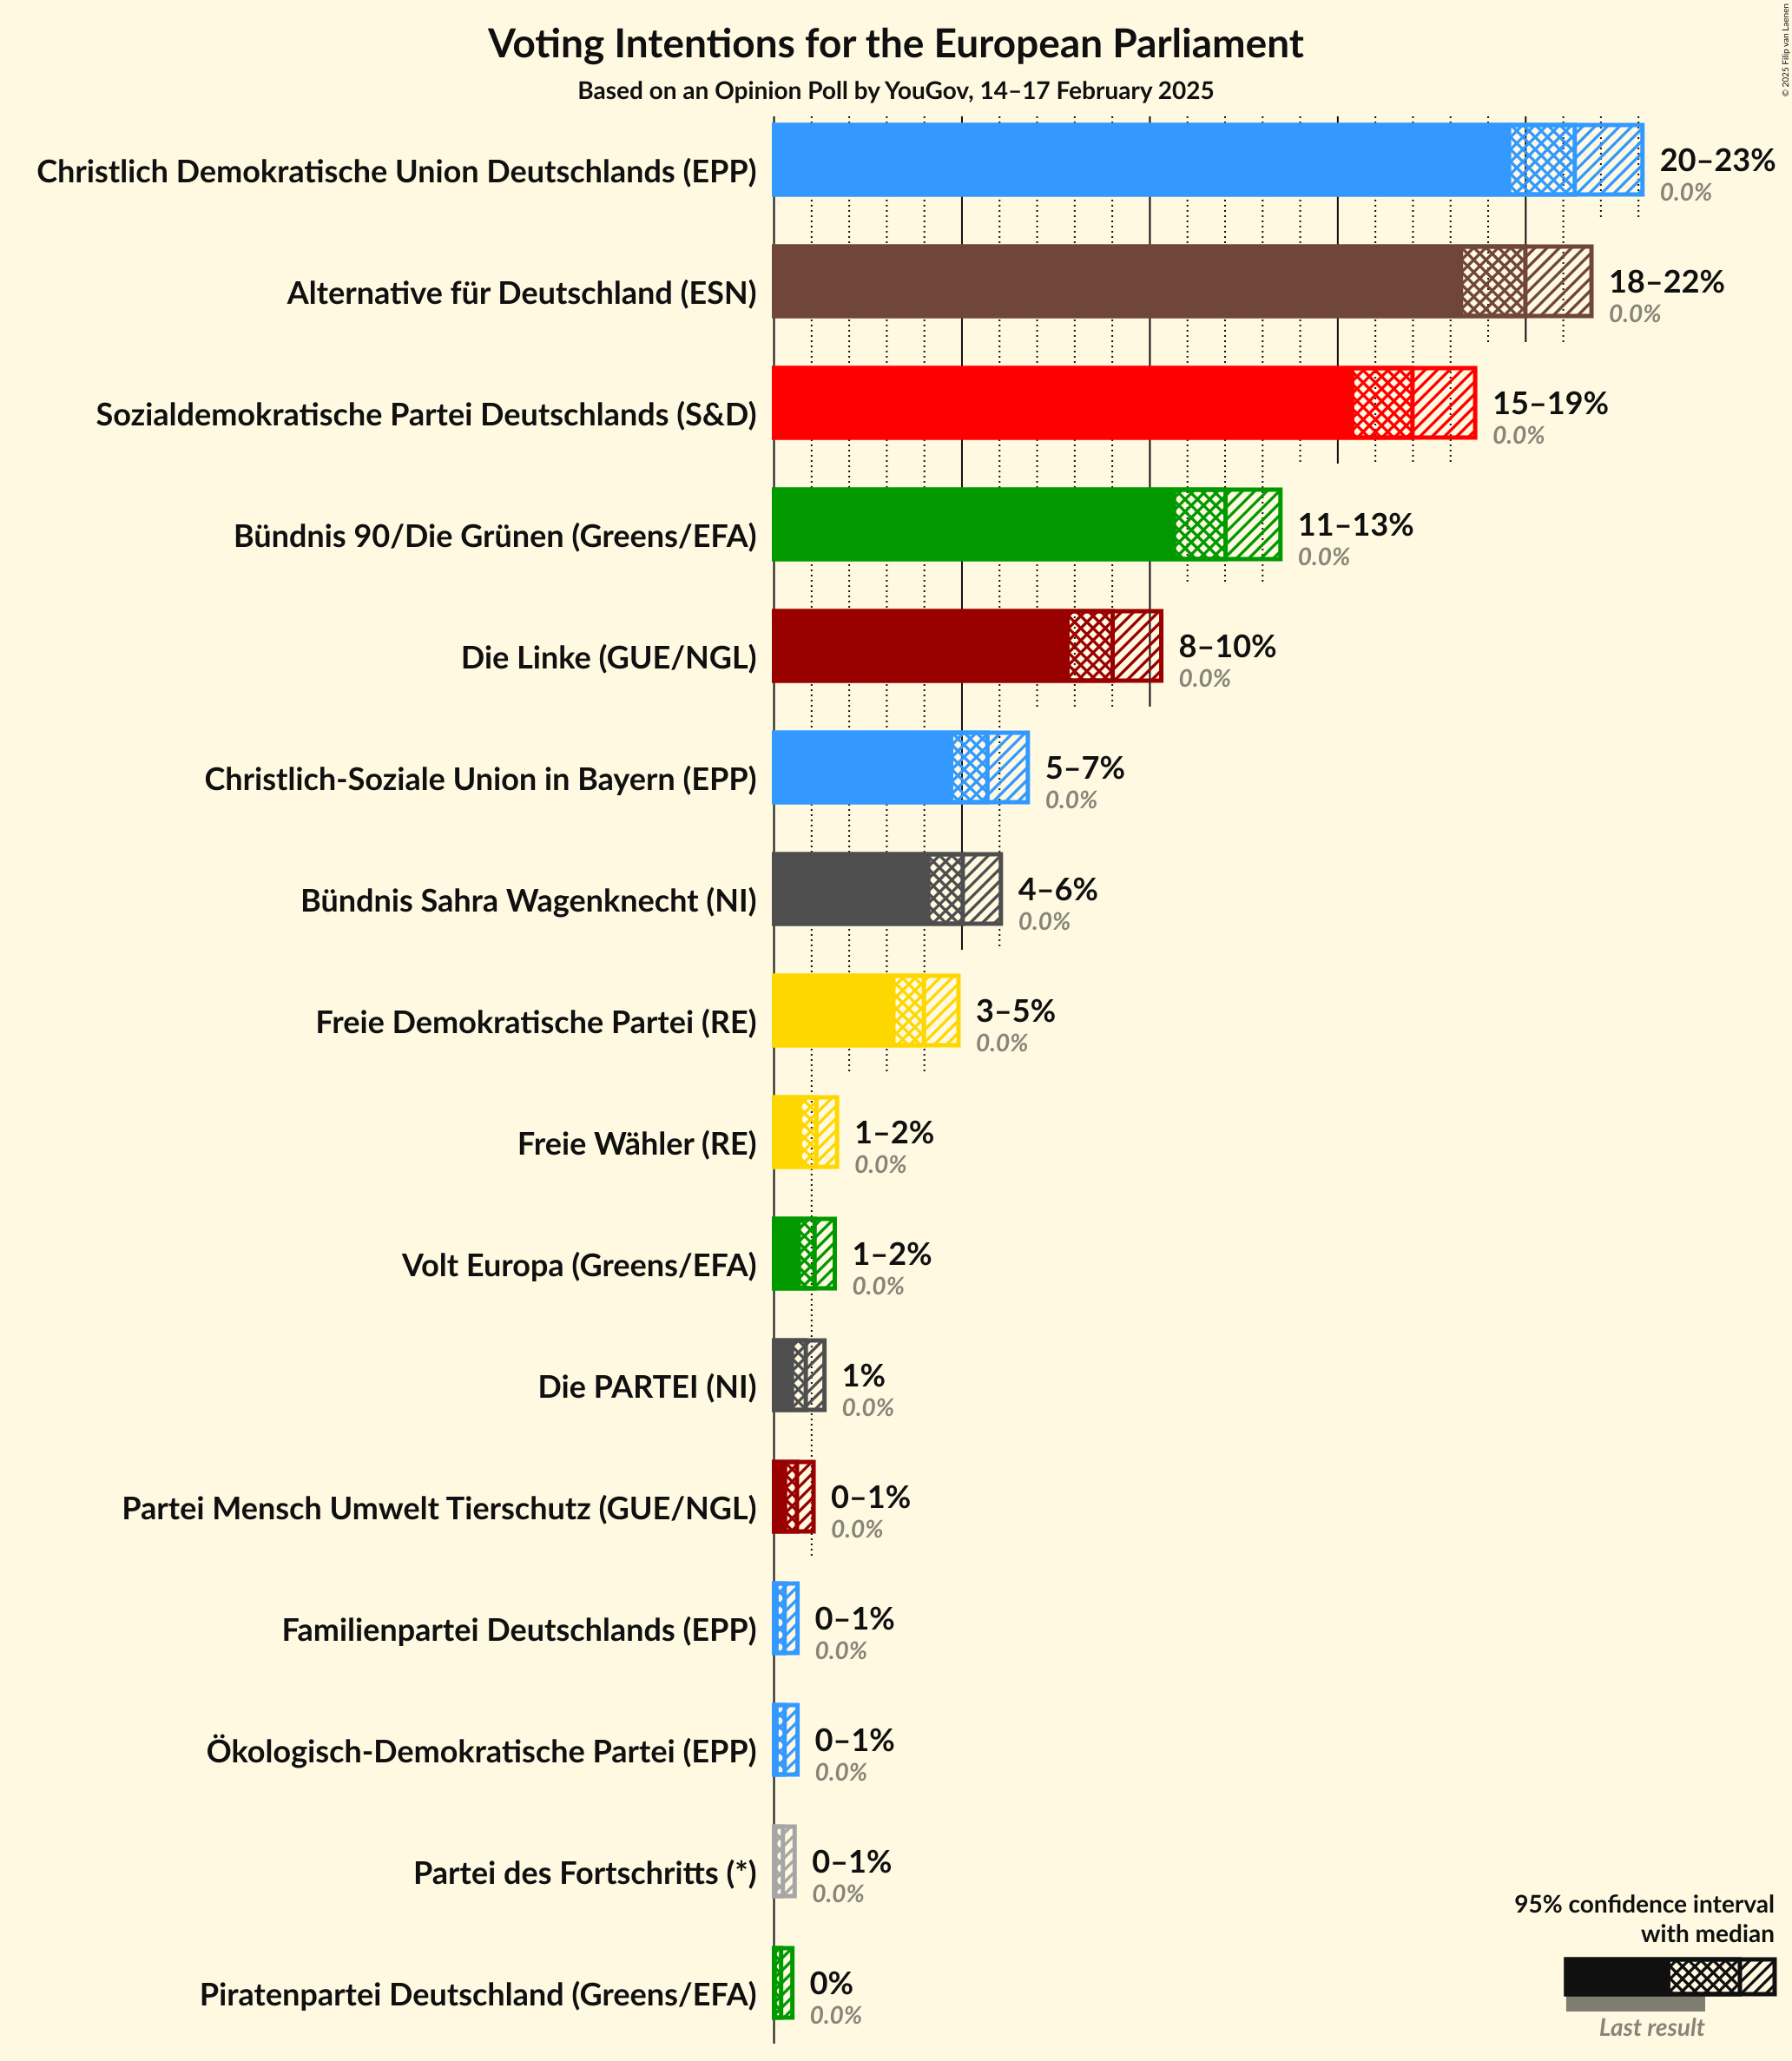 Voting Intentions for the European Parliament
Based on an Opinion Poll by YouGov, 14–17 February 2025
© 2025 Filip van Laenen
Christlich Demokratische Union Deutschlands (EPP)
20–23%
0.0%
Alternative für Deutschland (ESN)
18–22%
0.0%
Sozialdemokratische Partei Deutschlands (S&D)
15–19%
0.0%
Bündnis 90/Die Grünen (Greens/EFA)
11–13%
0.0%
Die Linke (GUE/NGL)
8–10%
0.0%
Christlich-Soziale Union in Bayern (EPP)
5–7%
0.0%
Bündnis Sahra Wagenknecht (NI)
4–6%
0.0%
Freie Demokratische Partei (RE)
3–5%
0.0%
Freie Wähler (RE)
1–2%
0.0%
Volt Europa (Greens/EFA)
1–2%
0.0%
Die PARTEI (NI)
1%
0.0%
Partei Mensch Umwelt Tierschutz (GUE/NGL)
0–1%
0.0%
Familienpartei Deutschlands (EPP)
0–1%
0.0%
Ökologisch-Demokratische Partei (EPP)
0–1%
0.0%
Partei des Fortschritts (*)
0–1%
0.0%
Piratenpartei Deutschland (Greens/EFA)
0%
0.0%
95% confidence interval
with median
Last result